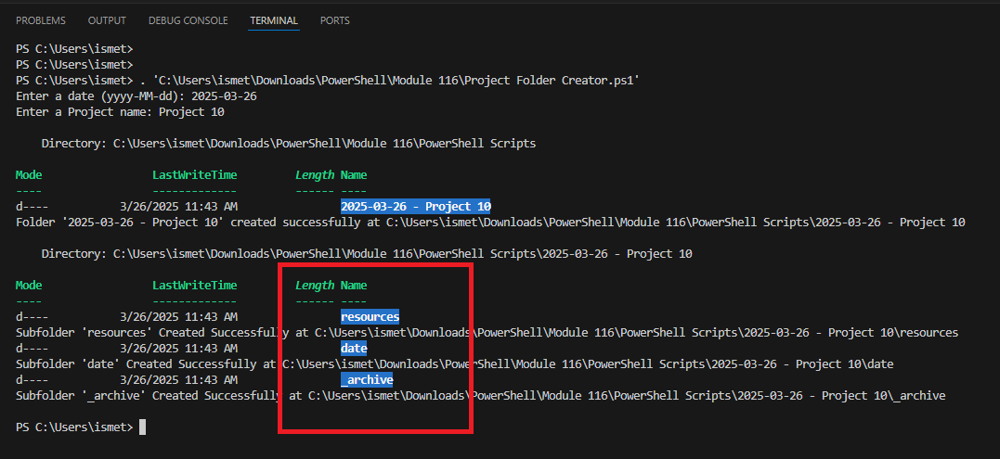 PROBLEMS OUTPUT DEBUG CONSOLE TERMINAL PORTS
PS C:\Users\ismet>
PS C:\Users\ismet>
PS C:\Users\ismet> . 'C:\Users\ismet\Downloads\PowerShell\Module 116\Project Folder Creator.ps1'
Enter a date (yyyy-MM-dd): 2025-03-26
Enter a Project name: Project 10
Directory: C:\Users\ismet\Downloads\PowerShell\Module 116\PowerShell Scripts
Mode LastWriteTime Length Name
---- ------------- ------ ----
d---- 3/26/2025 11:43 AM 2025-03-26 - Project 10
Folder '2025-03-26 - Project 10' created successfully at C:\Users\ismet\Downloads\PowerShell\Module 116\PowerShell Scripts\2025-03-26 - Project 10
Directory: C:\Users\ismet\Downloads\PowerShell\Module 116\PowerShell Scripts\2025-03-26 - Project 10
Mode LastWriteTime Length Name
---- ------------- ------ ----
d---- 3/26/2025 11:43 AM resources
Subfolder 'resources' Created Successfully at C:\Users\ismet\Downloads\PowerShell\Module 116\PowerShell Scripts\2025-03-26 - Project 10\resources
d---- 3/26/2025 11:43 AM date
Subfolder 'date' Created Successfully at C:\Users\ismet\Downloads\PowerShell\Module 116\PowerShell Scripts\2025-03-26 - Project 10\date
d---- 3/26/2025 11:43 AM _archive
Subfolder '_archive' Created Successfully at C:\Users\ismet\Downloads\PowerShell\Module 116\PowerShell Scripts\2025-03-26 - Project 10\_archive
PS C:\Users\ismet>